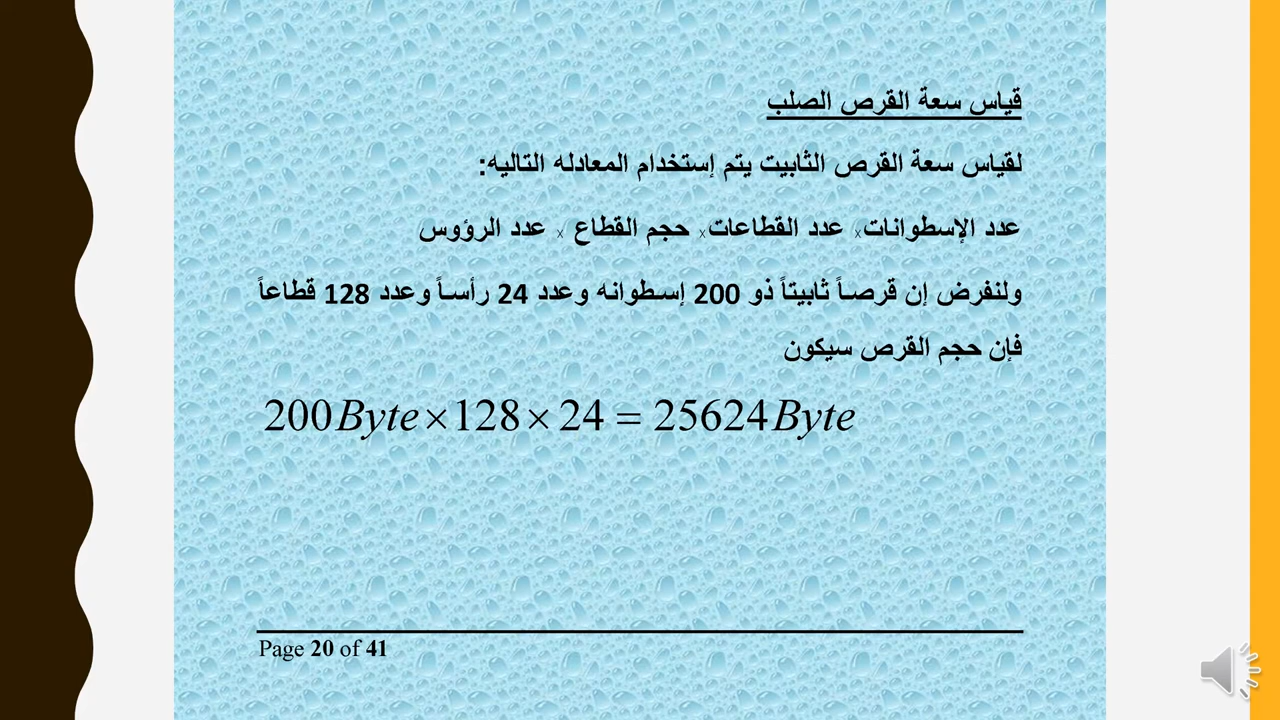 قياس سعة القرص الصلب
لقياس سعة القرص الثابيت يتم إستخدام المعادله التاليه:
عدد الإسطوانات× عدد القطاعات× حجم القطاع × عدد الرؤوس
ولنفرض إن قرصاً ثابيتاً ذو 200 إسطوانه وعدد 24 رأساً وعدد 128 قطاعاً
فإن حجم القرص سيكون
200Byte×128×24 = 25624Byte
Page 20 of 41